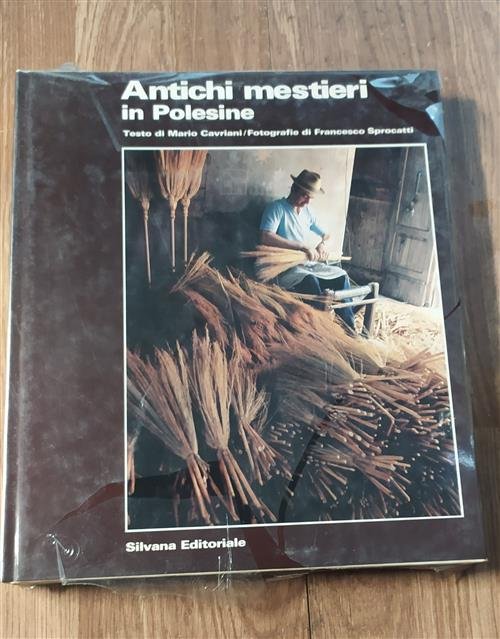 Antichi mestieri
in Polesine
Testo di Mario Cavriani/Fotografie di Francesco Sprocatti
Silvana Editoriale